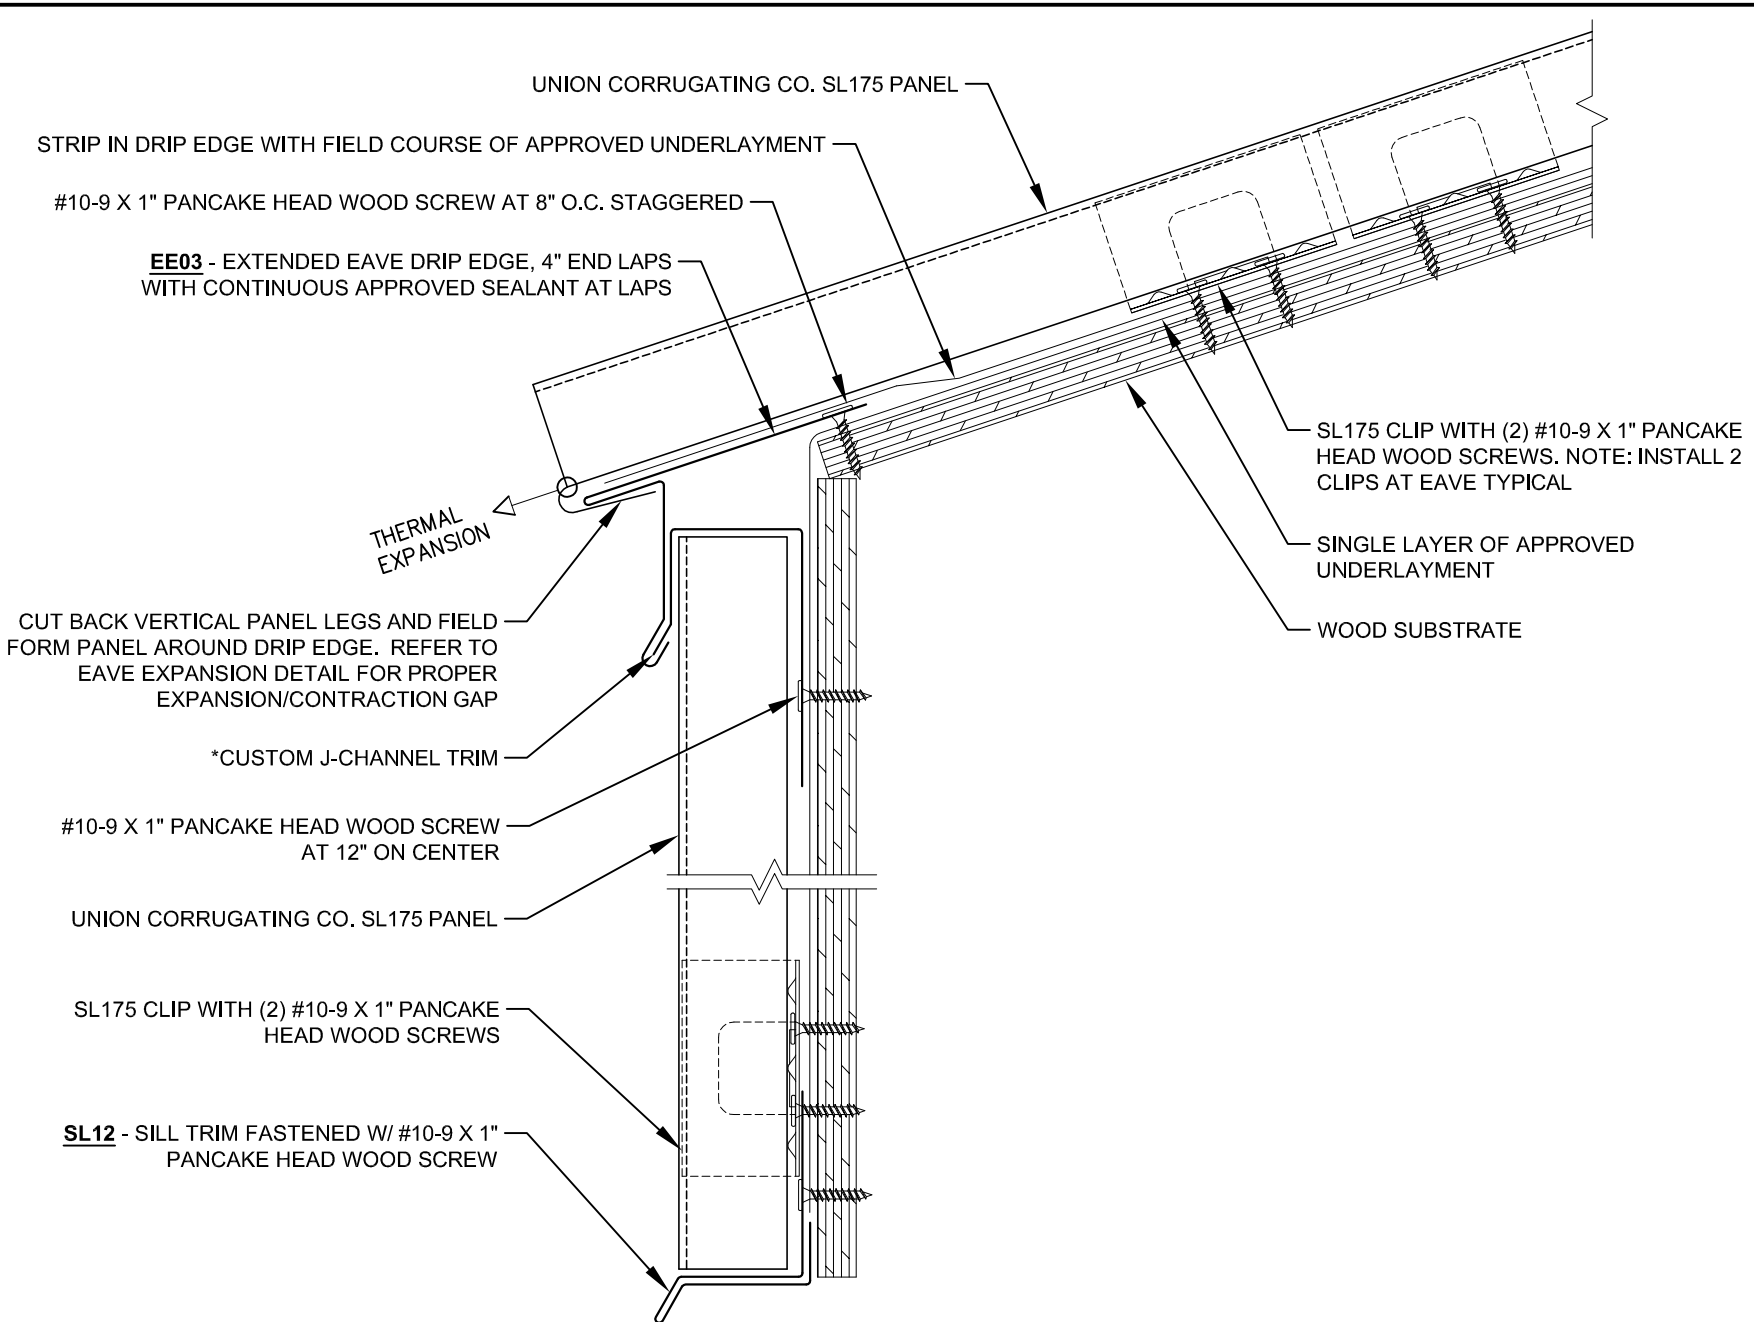 UNION CORRUGATING CO. SL175 PANEL
STRIP IN DRIP EDGE WITH FIELD COURSE OF APPROVED UNDERLAYMENT
#10-9 X 1" PANCAKE HEAD WOOD SCREW AT 8" O.C. STAGGERED
EE03 - EXTENDED EAVE DRIP EDGE, 4" END LAPS
WITH CONTINUOUS APPROVED SEALANT AT LAPS
THERMAL
EXPANSION
CUT BACK VERTICAL PANEL LEGS AND FIELD
FORM PANEL AROUND DRIP EDGE. REFER TO
EAVE EXPANSION DETAIL FOR PROPER
EXPANSION/CONTRACTION GAP
*CUSTOM J-CHANNEL TRIM
#10-9 X 1" PANCAKE HEAD WOOD SCREW
AT 12" ON CENTER
UNION CORRUGATING CO. SL175 PANEL
SL175 CLIP WITH (2) #10-9 X 1" PANCAKE
HEAD WOOD SCREWS
SL12 - SILL TRIM FASTENED W/ #10-9 X 1"
PANCAKE HEAD WOOD SCREW
SL175 CLIP WITH (2) #10-9 X 1" PANCAKE
HEAD WOOD SCREWS. NOTE: INSTALL 2
CLIPS AT EAVE TYPICAL
SINGLE LAYER OF APPROVED
UNDERLAYMENT
WOOD SUBSTRATE